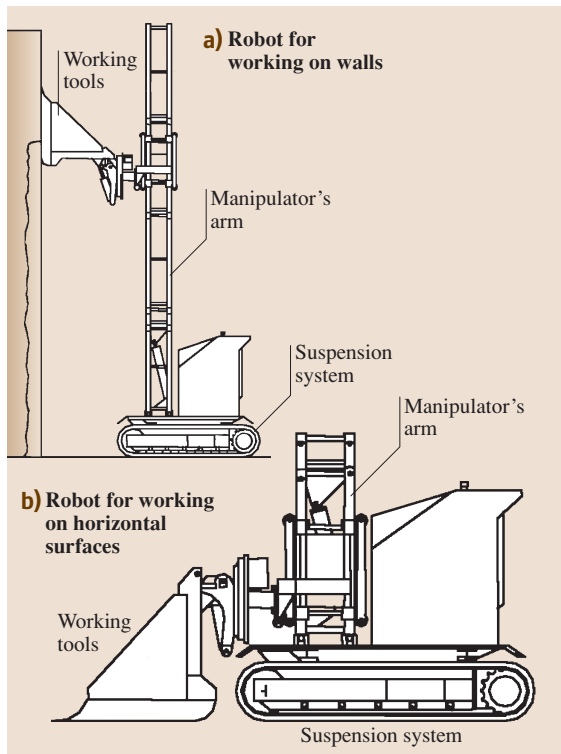 a) Robot for
working on walls
Working
tools
Manipulator's
arm
Suspension
system
Manipulator's
arm
b) Robot for working
on horizontal
surfaces
Working
tools
Suspension system